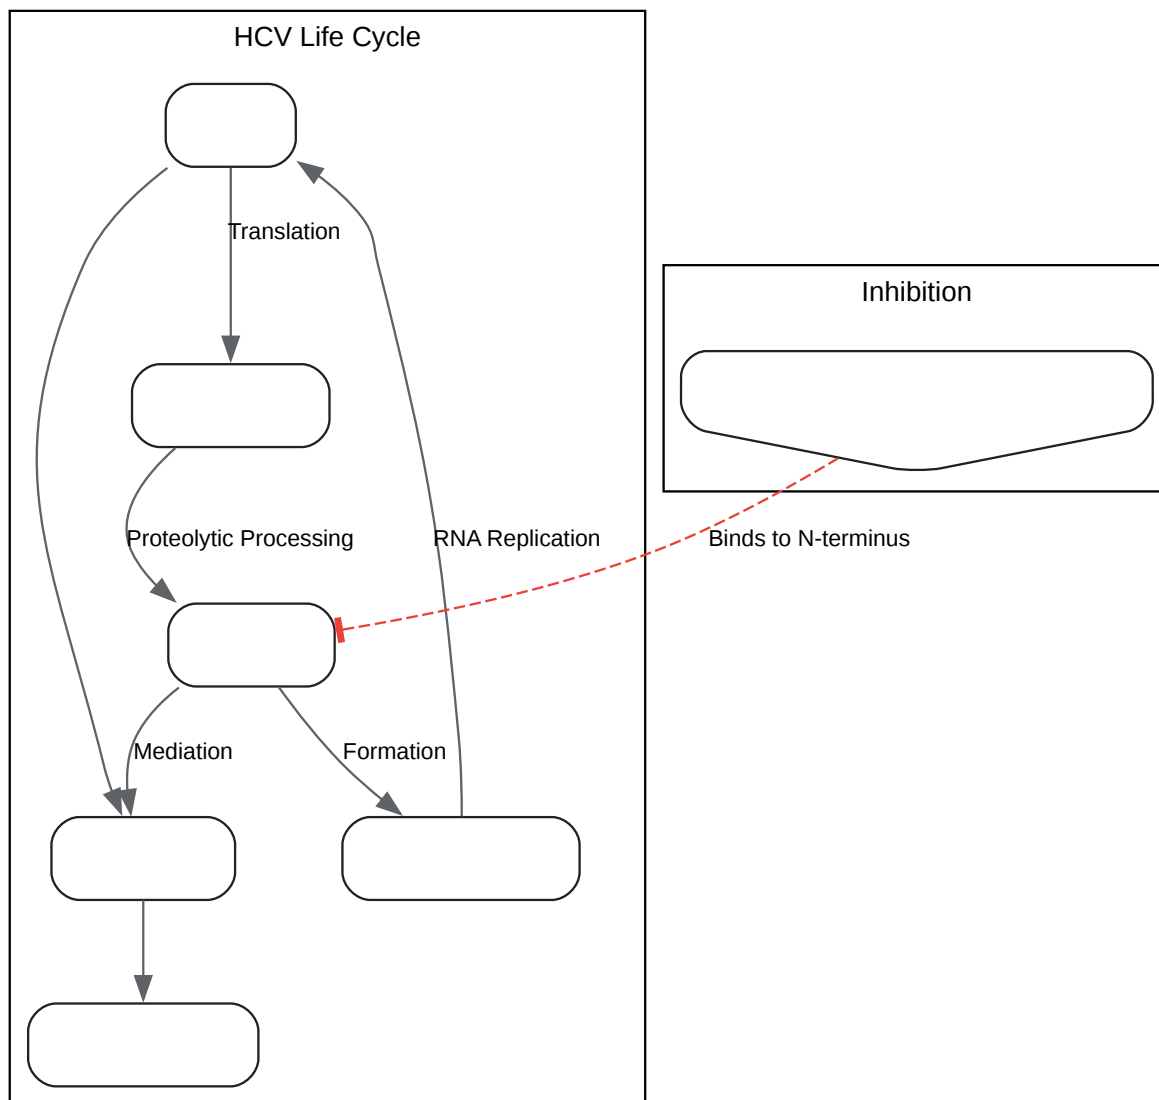 HCV Life Cycle
Translation
Inhibition
Proteolytic Processing
RNA Replication
Binds to N-terminus
Mediation
Formation